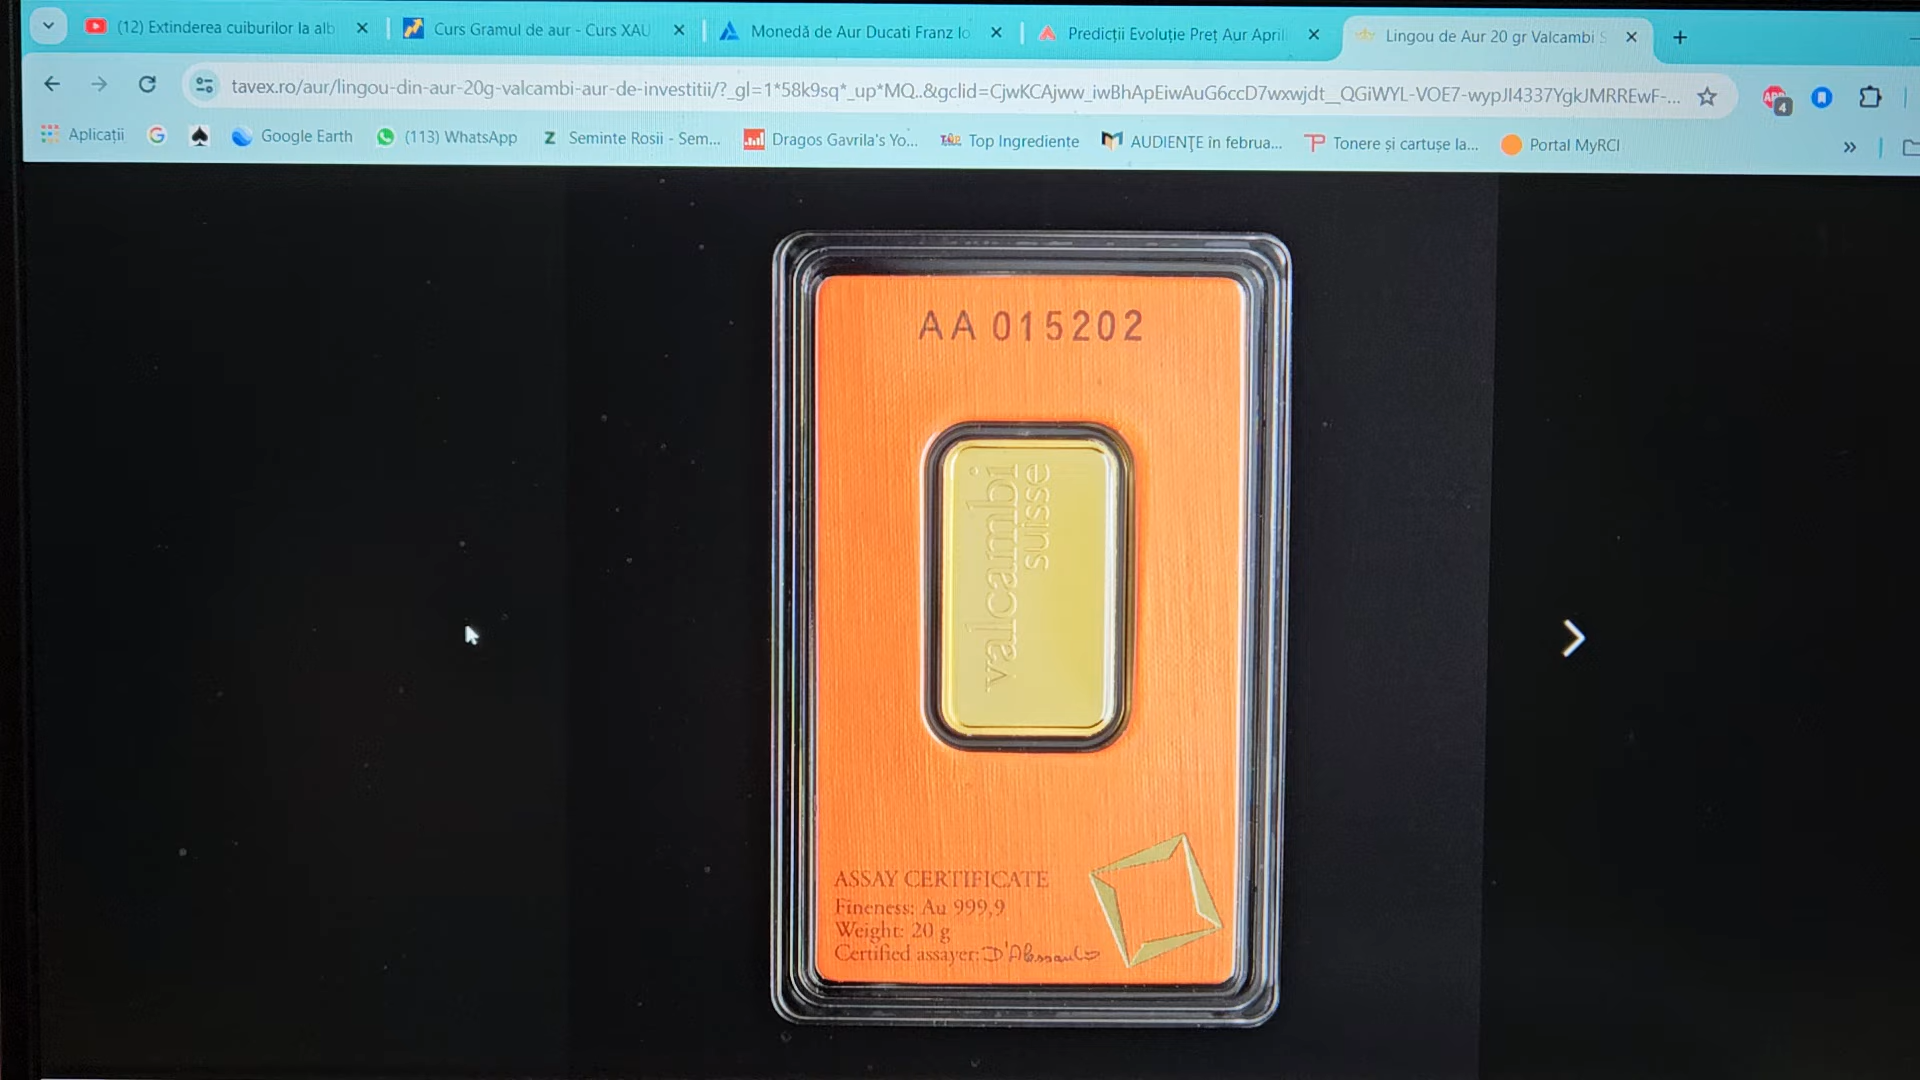 (12) Extinderea cuiburilor la alb
Curs Gramul de aur - Curs XAU
Monedă de Aur Ducati Franz Io
Predicții Evoluție Preț Aur April
Lingou de Aur 20 gr Valcambi S
tavex.ro/aur/lingou-din-aur-20g-valcambi-aur-de-investitii/?_gl=1*58k9sq*_up*MQ..&gclid=CjwKCAjww_iwBhApEiwAuG6ccD7wxwjdt__QGiWYL-VOE7-wypJI4337YgkJMRREwF-...
ABP
4
Aplicații
Google Earth
(113) WhatsApp
Z Seminte Rosii - Sem...
Dragos Gavrila's Yo...
Top Ingrediente
AUDIENȚE în februa...
Tonere și cartușe la...
Portal MyRCI
AA 015202
valcambi
suisse
ASSAY CERTIFICATE
Fineness: Au 999,9
Weight: 20 g
Certified assayer: